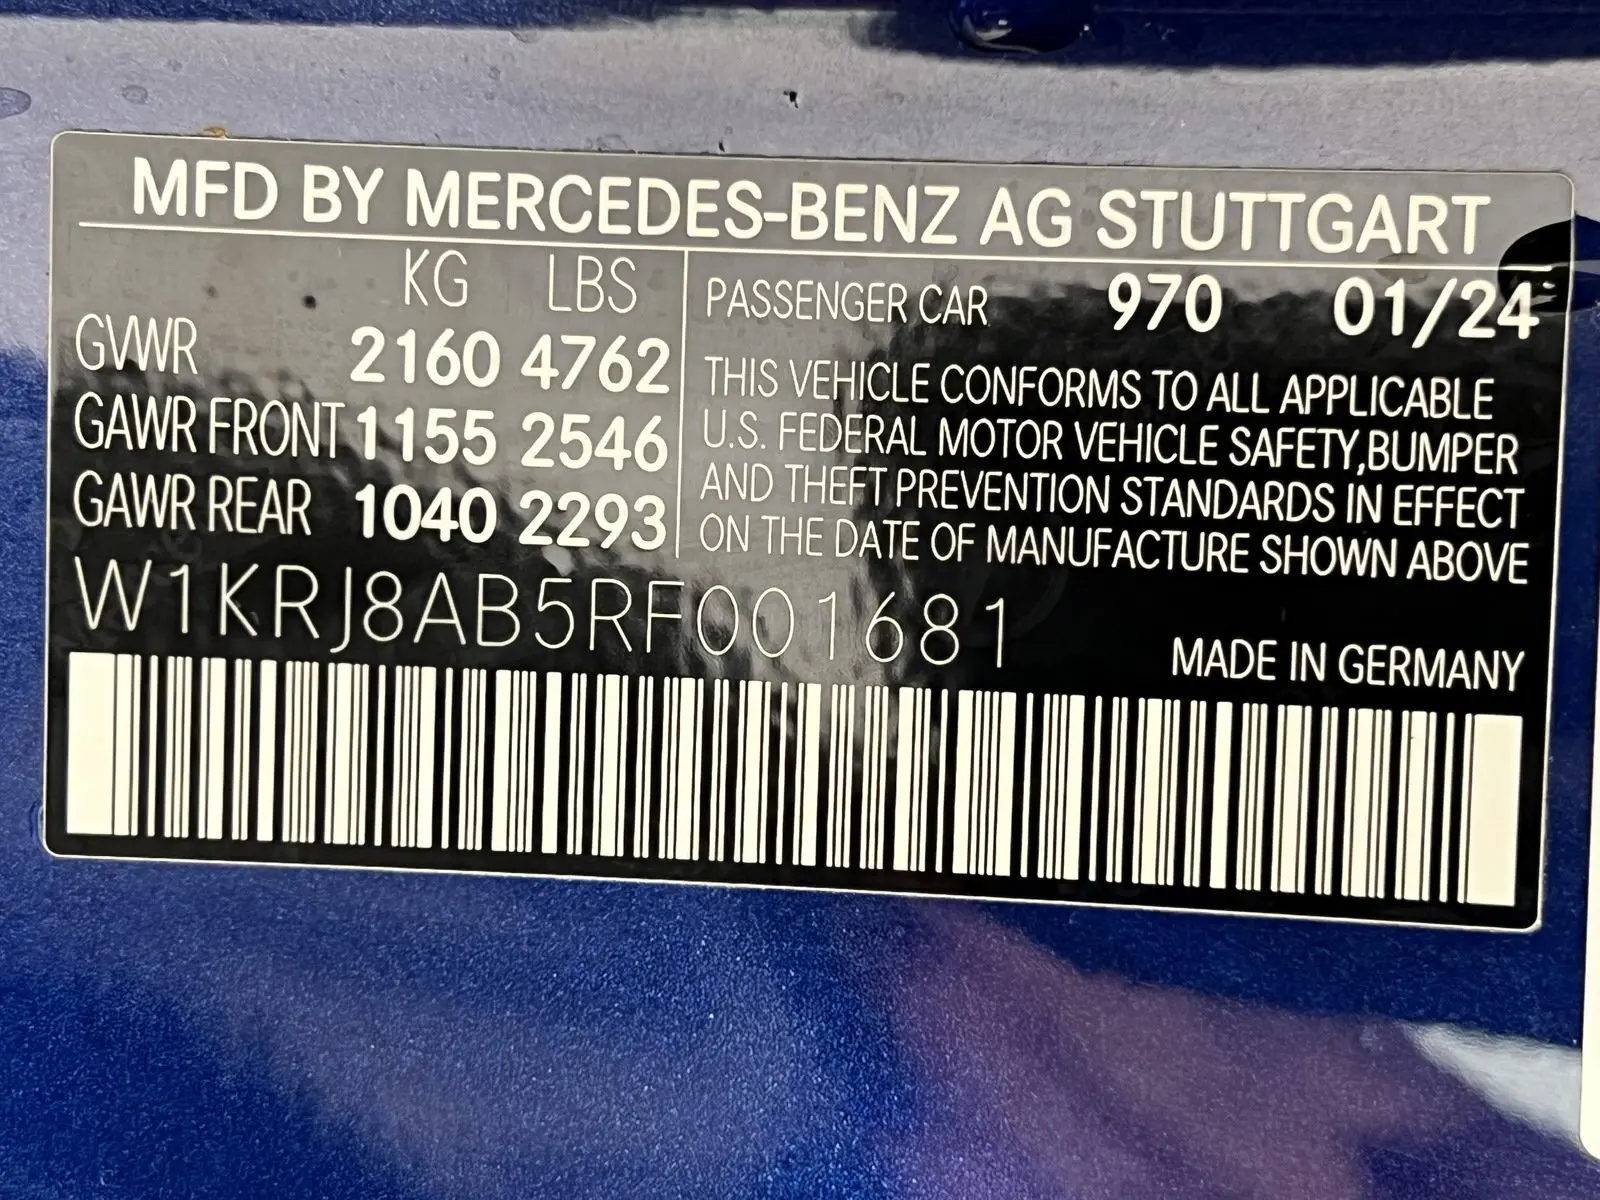 MFD BY MERCEDES-BENZ AG STUTTGART
KG LBS
GVWR 2160 4762
GAWR FRONT 1155 2546
GAWR REAR 1040 2293
PASSENGER CAR 970 01/24
THIS VEHICLE CONFORMS TO ALL APPLICABLE
U.S. FEDERAL MOTOR VEHICLE SAFETY,BUMPER
AND THEFT PREVENTION STANDARDS IN EFFECT
ON THE DATE OF MANUFACTURE SHOWN ABOVE
W1KRJ8AB5RF001681
MADE IN GERMANY